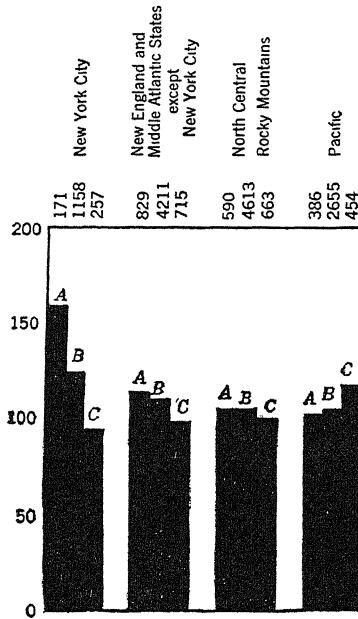 New York City
New England and
Middle Atlantic States
except
New York City
North Central
Rocky Mountains
Pacific
171
1158
257
829
4211
715
590
4613
663
386
2655
454
200
150
100
50
0
A
B
C
A
B
C
A
B
C
A
B
C